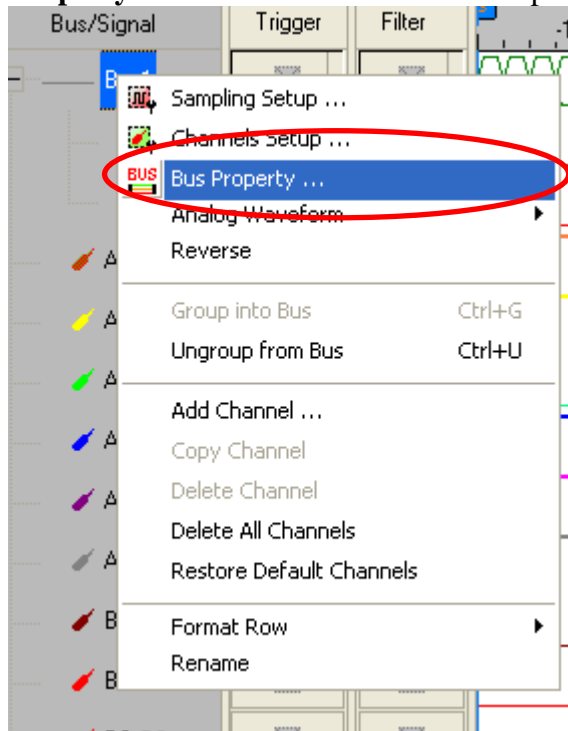 Bus/Signal Trigger Filter
Sampling Setup ...
Channels Setup ...
BUS Bus Property ...
Analog Waveform
A Reverse
A Group into Bus Ctrl+G
Ungroup from Bus Ctrl+U
A
Add Channel ...
A Copy Channel
A Delete Channel
Delete All Channels
A Restore Default Channels
B Format Row
B Rename